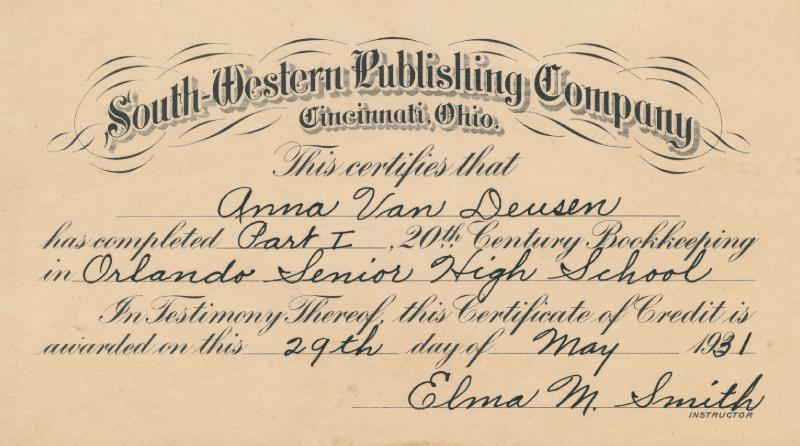 South-Western Publishing Company
Cincinnati, Ohio.
This certifies that
Anna Van Deusen
has completed Part I, 20th Century Bookkeeping
in Orlando Senior High School
In Testimony Thereof, this Certificate of Credit is
awarded on this 29th day of May 1931
Elma M. Smith
INSTRUCTOR